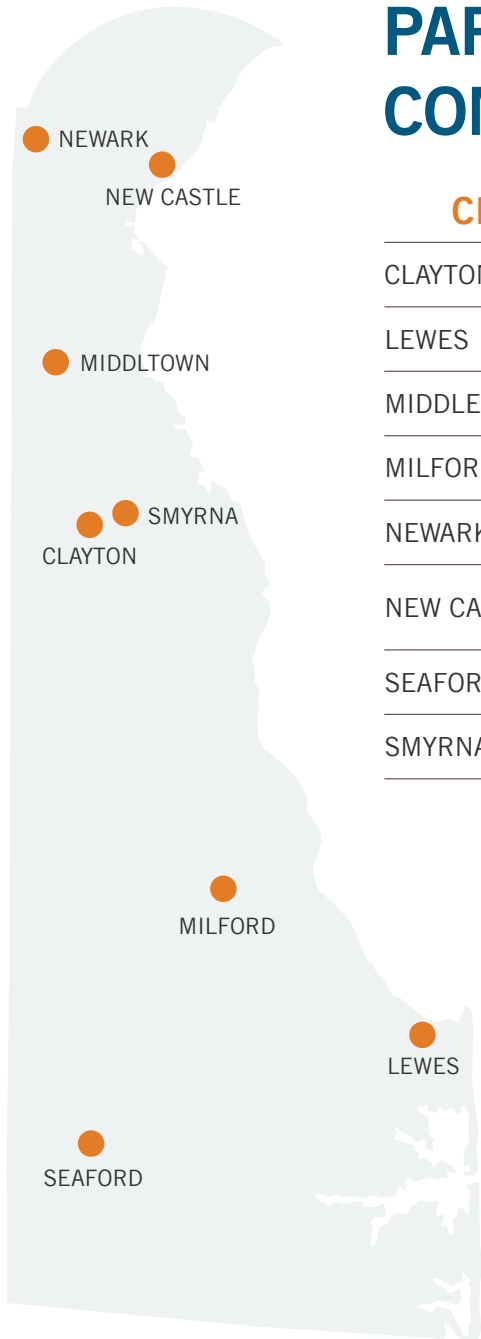 PAR
CON
NEWARK
NEW CASTLE
MIDDLTOWN
SMYRNA
CLAYTON
MILFORD
LEWES
SEAFORD
CI
CLAYTON
LEWES
MIDDLE
MILFOR
NEWARK
NEW CA
SEAFOR
SMYRNA